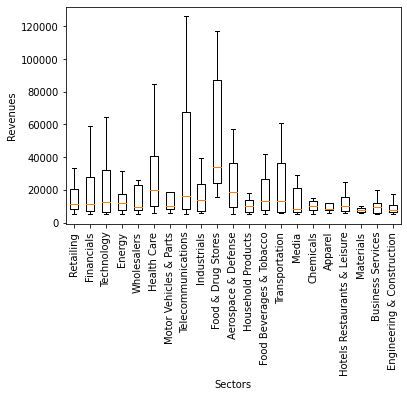 120000
100000
80000
60000
40000
20000
0
Revenues
Retailing
Financials
Technology
Energy
Wholesalers
Health Care
Motor Vehicles & Parts
Telecommunications
Industrials
Food & Drug Stores
Aerospace & Defense
Household Products
Food Beverages & Tobacco
Transportation
Media
Chemicals
Apparel
Hotels Restaurants & Leisure
Materials
Business Services
Engineering & Construction
Sectors